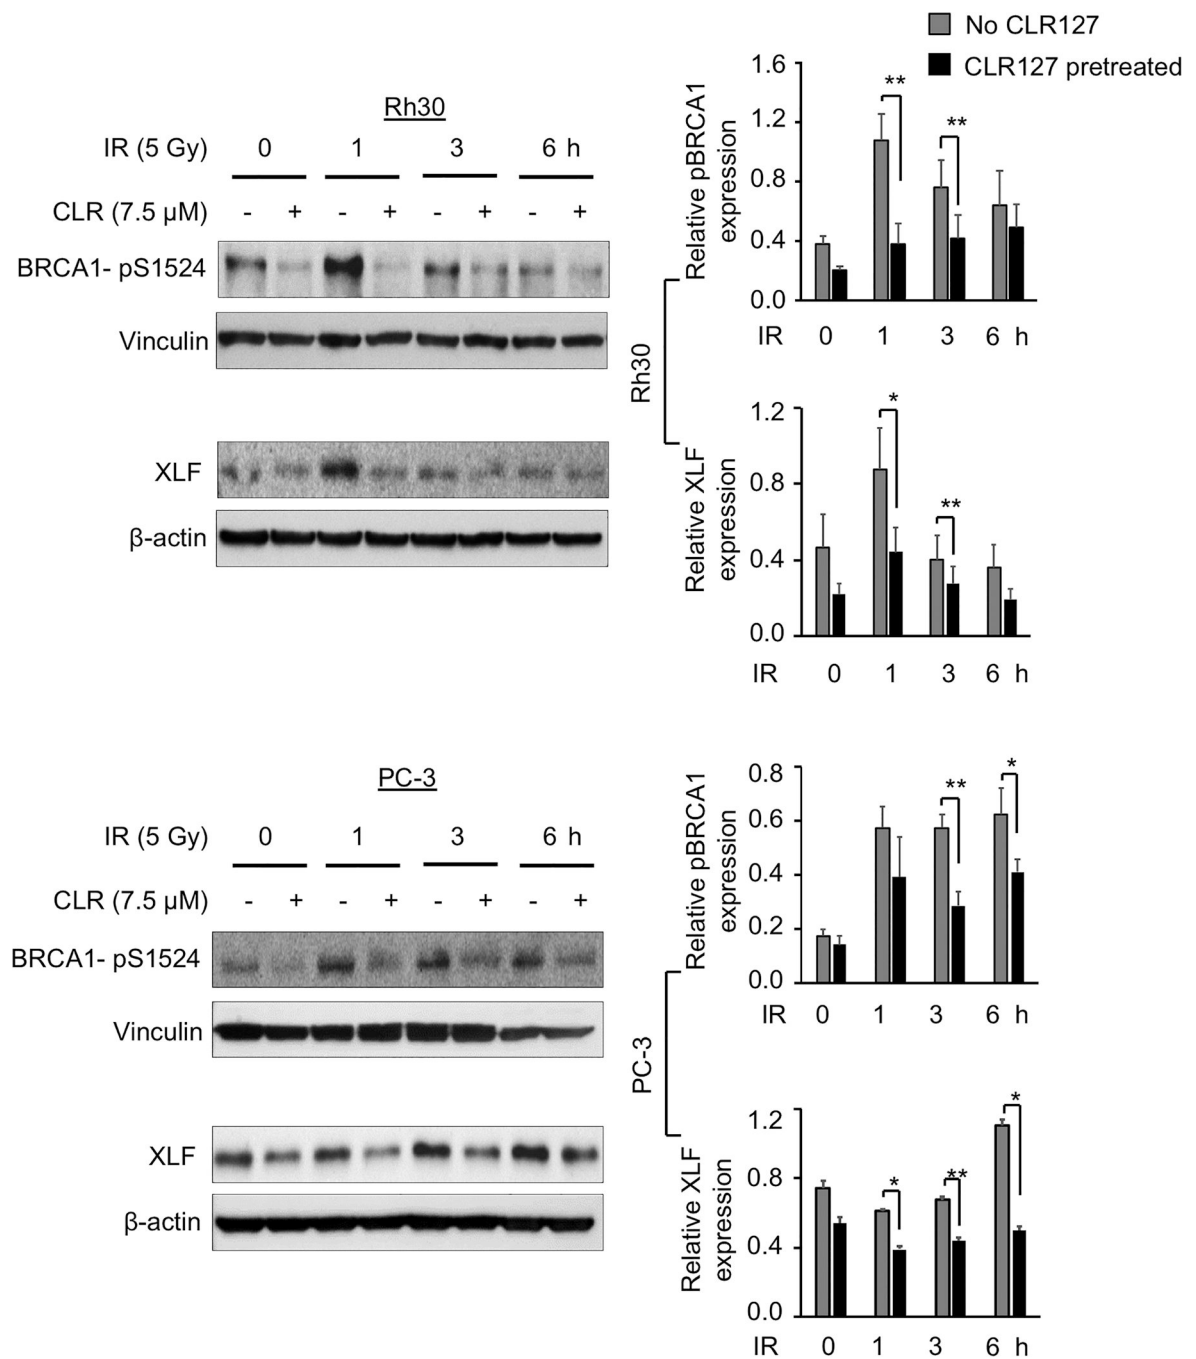 No CLR127
CLR127 pretreated
Rh30
IR (5 Gy) 0 1 3 6 h
CLR (7.5 µM) - + - + - + - +
BRCA1- pS1524
Vinculin
XLF
β-actin
Rh30
Relative pBRCA1
expression
1.6
1.2
0.8
0.4
0.0
** **
IR 0 1 3 6 h
Relative XLF
expression
1.2
0.8
0.4
0.0
* **
IR 0 1 3 6 h
PC-3
IR (5 Gy) 0 1 3 6 h
CLR (7.5 µM) - + - + - + - +
BRCA1- pS1524
Vinculin
XLF
β-actin
PC-3
Relative pBRCA1
expression
0.8
0.6
0.4
0.2
0.0
** *
IR 0 1 3 6 h
Relative XLF
expression
1.2
0.8
0.4
0.0
* ** *
IR 0 1 3 6 h